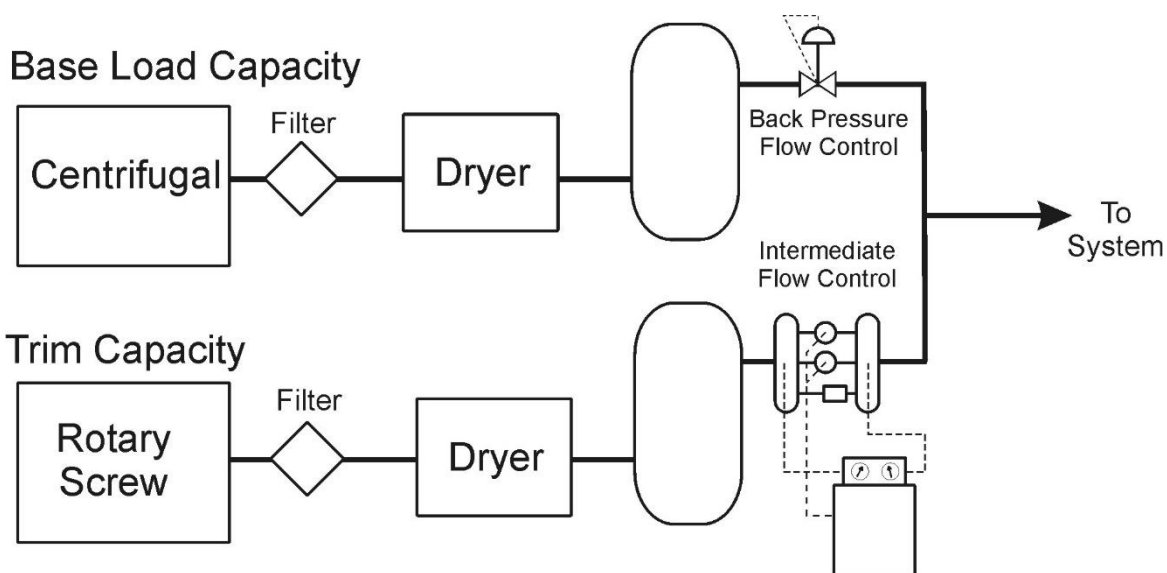 Base Load Capacity
Centrifugal
Filter
Dryer
Back Pressure
Flow Control
To
System
Intermediate
Flow Control
Trim Capacity
Rotary
Screw
Filter
Dryer